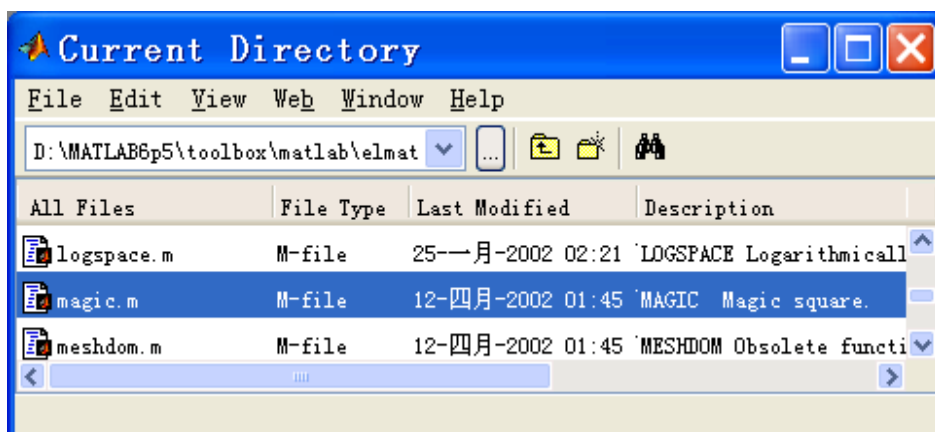 Current Directory
File Edit View Web Window Help
D:\MATLAB6p5\toolbox\matlab\elmat ...
All Files File Type Last Modified Description
logspace.m M-file 25-一月-2002 02:21 LOGSPACE Logarithmicall
magic.m M-file 12-四月-2002 01:45 MAGIC Magic square.
meshdom.m M-file 12-四月-2002 01:45 MESHDOM Obsolete functi